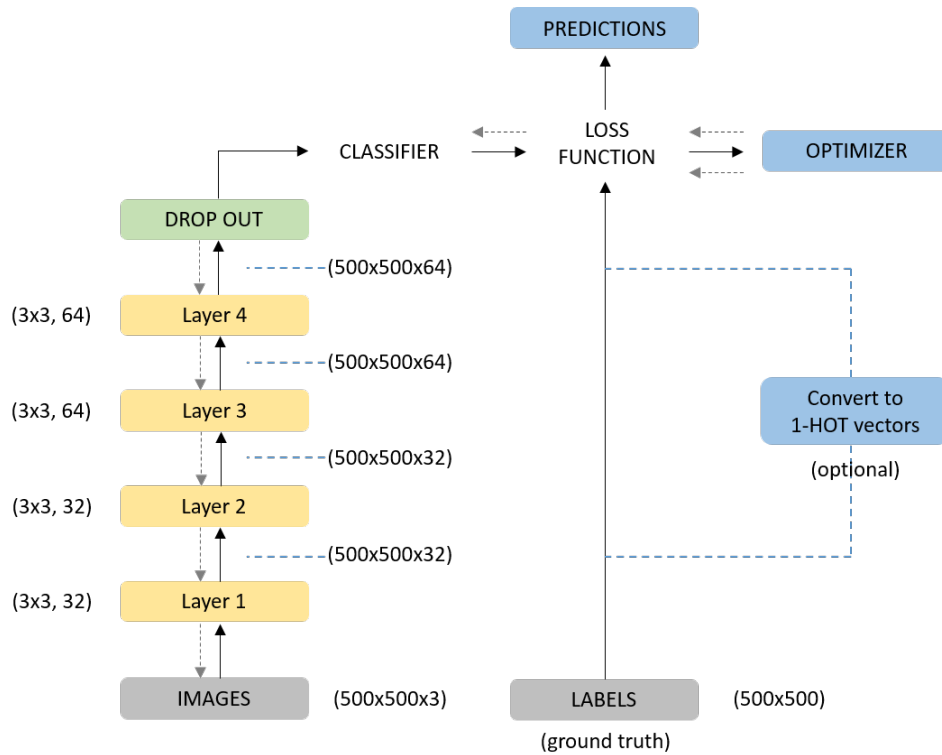 PREDICTIONS
LOSS
FUNCTION
CLASSIFIER
OPTIMIZER
DROP OUT
(500x500x64)
(3x3, 64)
Layer 4
(500x500x64)
(3x3, 64)
Layer 3
Convert to
1-HOT vectors
(optional)
(500x500x32)
(3x3, 32)
Layer 2
(500x500x32)
(3x3, 32)
Layer 1
IMAGES
(500x500x3)
LABELS
(500x500)
(ground truth)